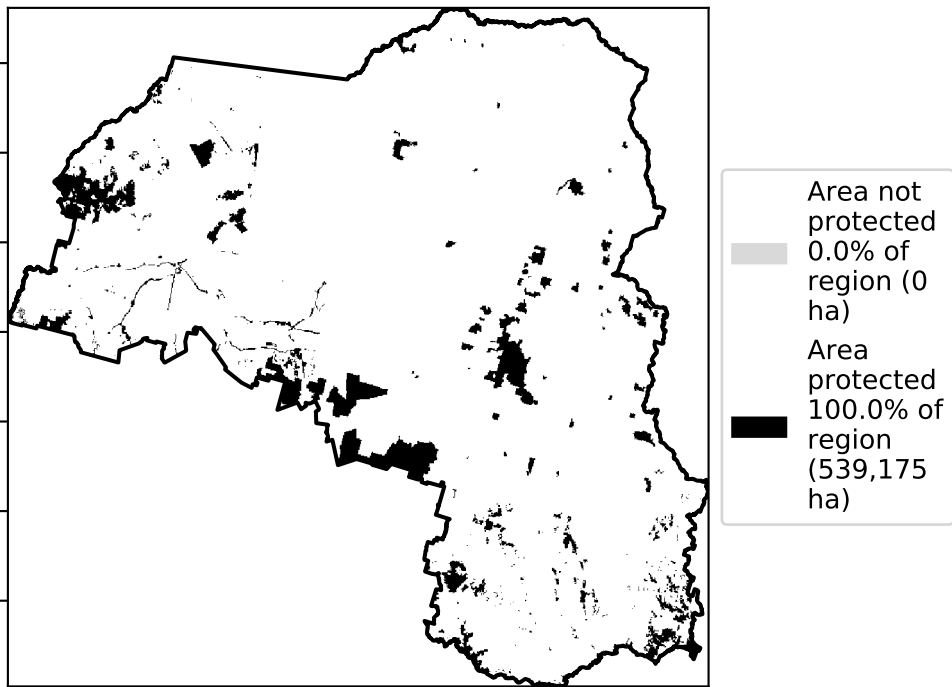 Area not
protected
0.0% of
region (0
ha)
Area
protected
100.0% of
region
(539,175
ha)